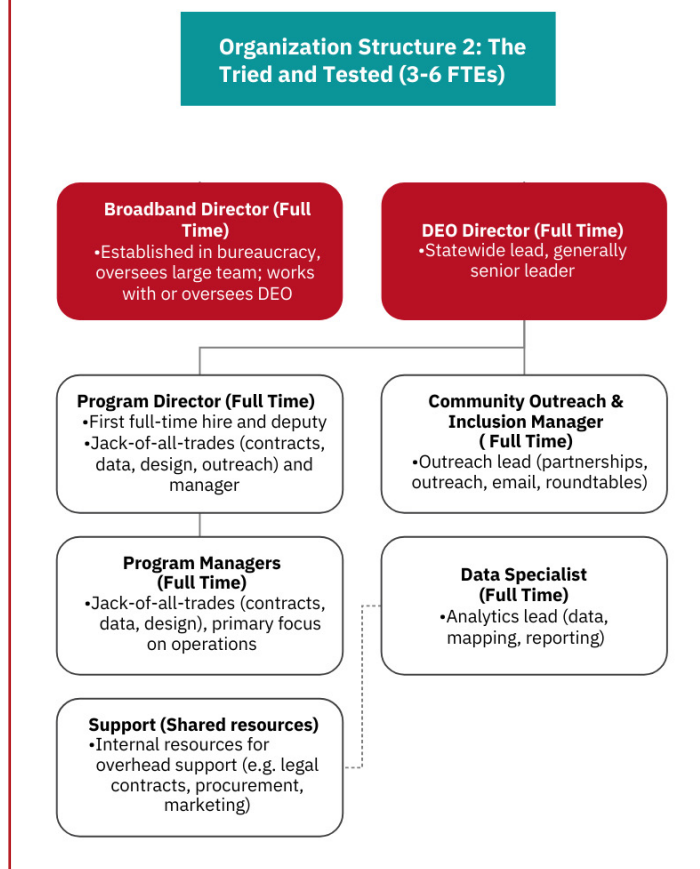 Organization Structure 2: The
Tried and Tested (3-6 FTEs)
Broadband Director (Full
Time)
•Established in bureaucracy,
oversees large team; works
with or oversees DEO
DEO Director (Full Time)
•Statewide lead, generally
senior leader
Program Director (Full Time)
•First full-time hire and deputy
•Jack-of-all-trades (contracts,
data, design, outreach) and
manager
Community Outreach &
Inclusion Manager
( Full Time)
•Outreach lead (partnerships,
outreach, email, roundtables)
Program Managers
(Full Time)
•Jack-of-all-trades (contracts,
data, design), primary focus
on operations
Data Specialist
(Full Time)
•Analytics lead (data,
mapping, reporting)
Support (Shared resources)
•Internal resources for
overhead support (e.g. legal
contracts, procurement,
marketing)